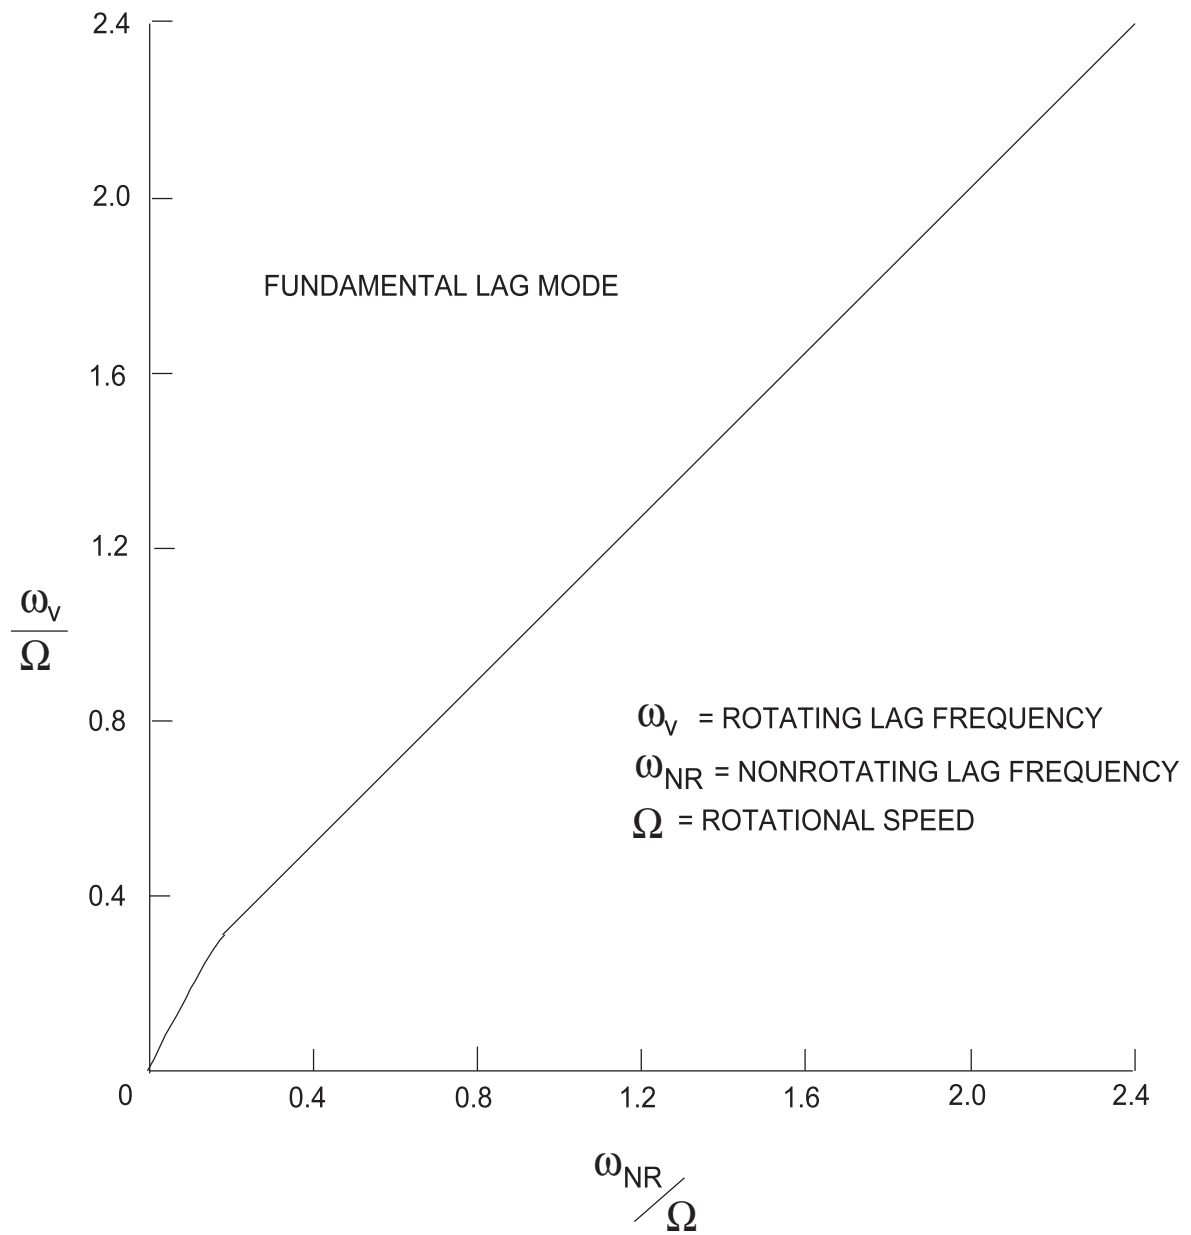 2.4
2.0
FUNDAMENTAL LAG MODE
1.6
1.2
ωv
Ω
0.8
ωv = ROTATING LAG FREQUENCY
ωNR = NONROTATING LAG FREQUENCY
Ω = ROTATIONAL SPEED
0.4
0 0.4 0.8 1.2 1.6 2.0 2.4
ωNR/Ω